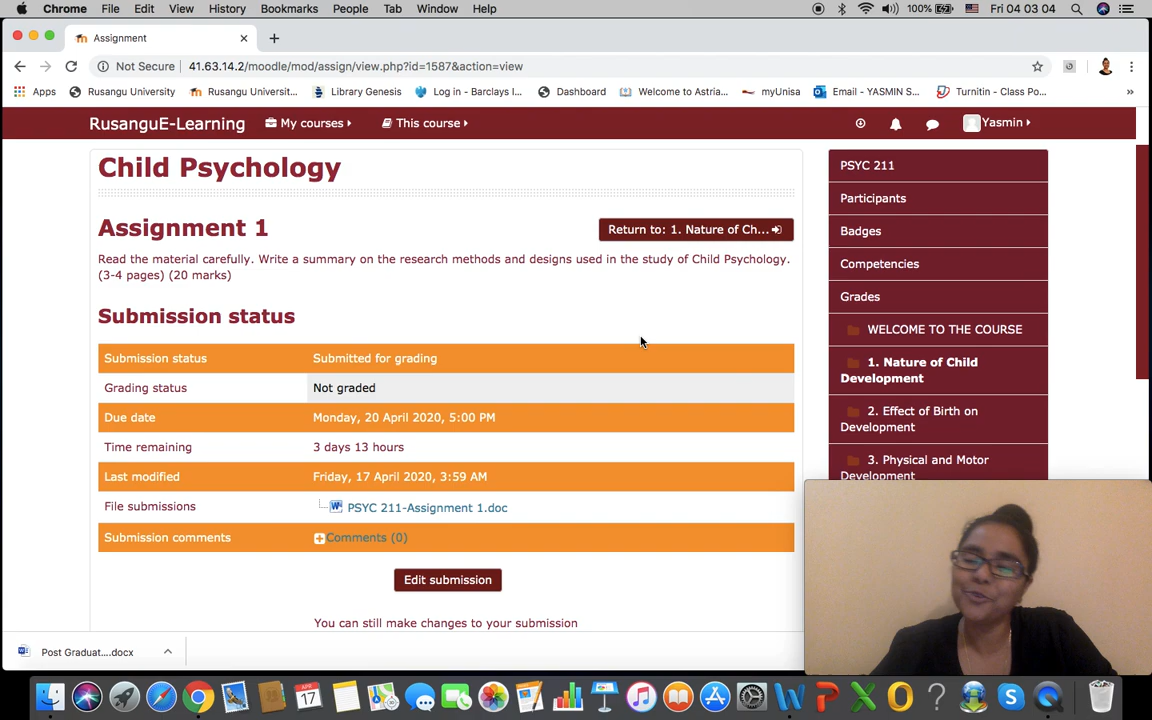 Chrome File Edit View History Bookmarks People Tab Window Help 100% Fri 04 03 04
Assignment
Not Secure 41.63.14.2/moodle/mod/assign/view.php?id=1587&action=view
Apps Rusangu University Rusangu Universit... Library Genesis Log in - Barclays I... Dashboard Welcome to Astria... myUnisa Email - YASMIN S... Turnitin - Class Po... »
RusanguE-Learning My courses This course Yasmin
Child Psychology
Assignment 1
Return to: 1. Nature of Ch...
Read the material carefully. Write a summary on the research methods and designs used in the study of Child Psychology.
(3-4 pages) (20 marks)
Submission status
Submission status Submitted for grading
Grading status Not graded
Due date Monday, 20 April 2020, 5:00 PM
Time remaining 3 days 13 hours
Last modified Friday, 17 April 2020, 3:59 AM
File submissions PSYC 211-Assignment 1.doc
Submission comments Comments (0)
Edit submission
You can still make changes to your submission
PSYC 211
Participants
Badges
Competencies
Grades
WELCOME TO THE COURSE
1. Nature of Child
Development
2. Effect of Birth on
Development
3. Physical and Motor
Development
Post Graduat....docx
APR
17